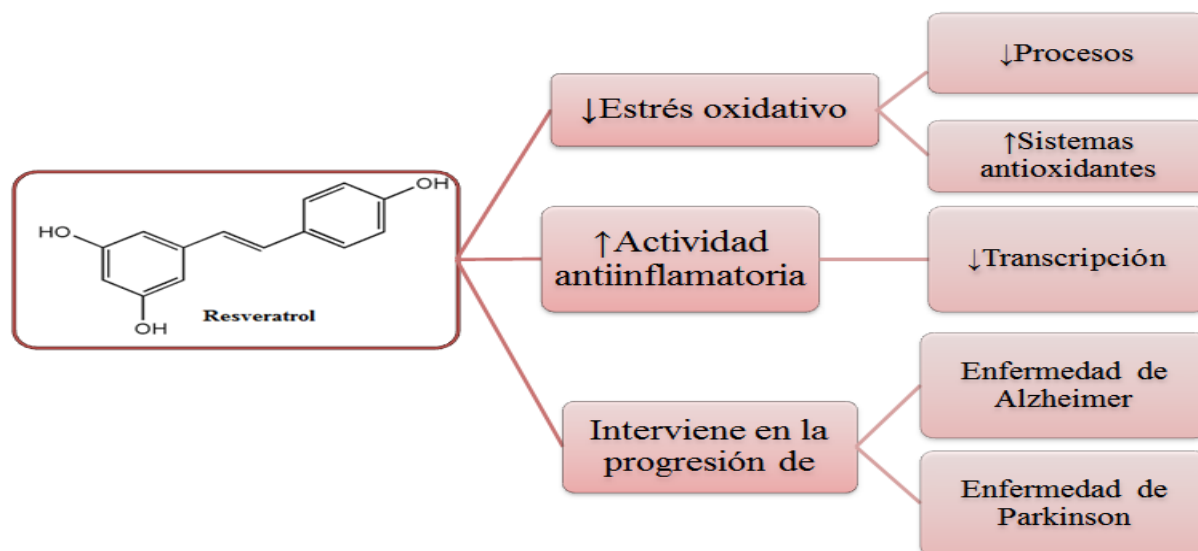 OH
HO
OH
Resveratrol
↓Estrés oxidativo
↓Procesos
↑Sistemas
antioxidantes
↑Actividad
antiinflamatoria
↓Transcripción
Interviene en la
progresión de
Enfermedad de
Alzheimer
Enfermedad de
Parkinson